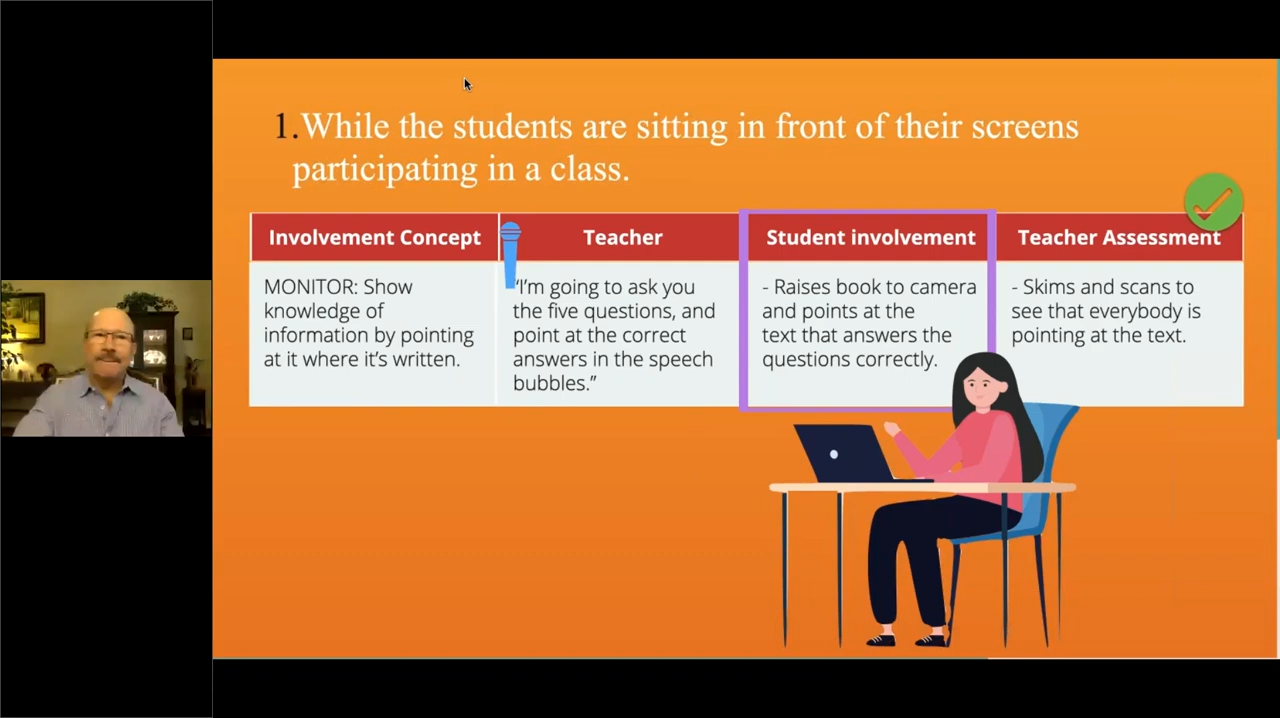 1.While the students are sitting in front of their screens
participating in a class.
Involvement Concept
Teacher
Student involvement
Teacher Assessment
MONITOR: Show
knowledge of
information by pointing
at it where it’s written.
“I’m going to ask you
the five questions, and
point at the correct
answers in the speech
bubbles.”
- Raises book to camera
and points at the
text that answers the
questions correctly.
- Skims and scans to
see that everybody is
pointing at the text.